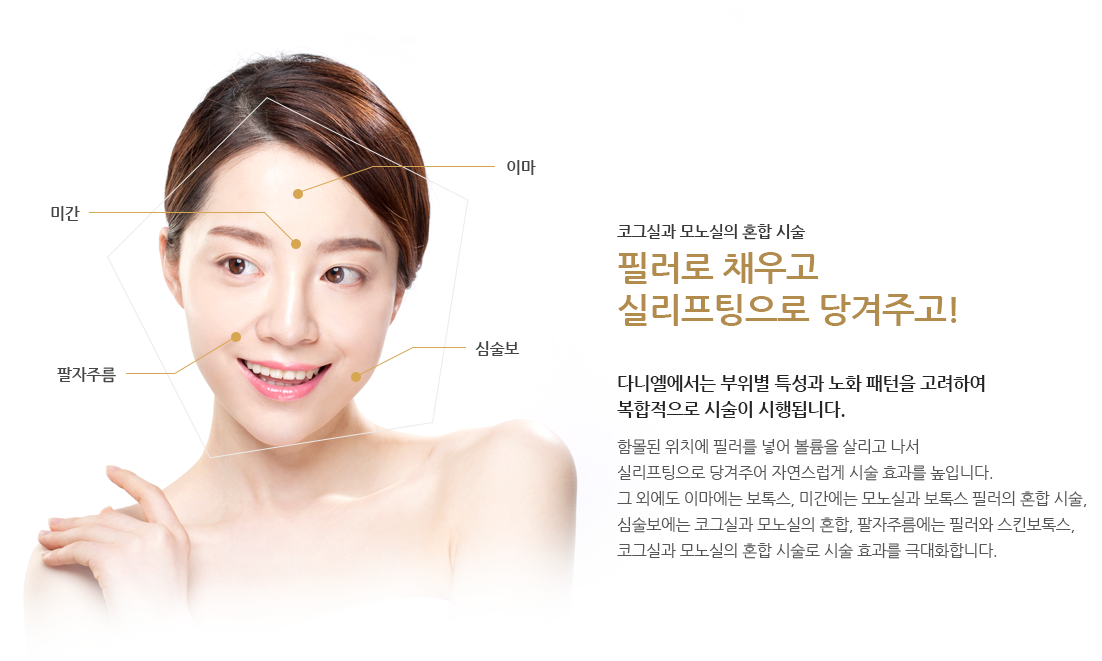 이마
미간
팔자주름
심술보
코그실과 모노실의 혼합 시술
필러로 채우고
실리프팅으로 당겨주고!
다니엘에서는 부위별 특성과 노화 패턴을 고려하여
복합적으로 시술이 시행됩니다.
함몰된 위치에 필러를 넣어 볼륨을 살리고 나서
실리프팅으로 당겨주어 자연스럽게 시술 효과를 높입니다.
그 외에도 이마에는 보톡스, 미간에는 모노실과 보톡스 필러의 혼합 시술,
심술보에는 코그실과 모노실의 혼합, 팔자주름에는 필러와 스킨보톡스,
코그실과 모노실의 혼합 시술로 시술 효과를 극대화합니다.